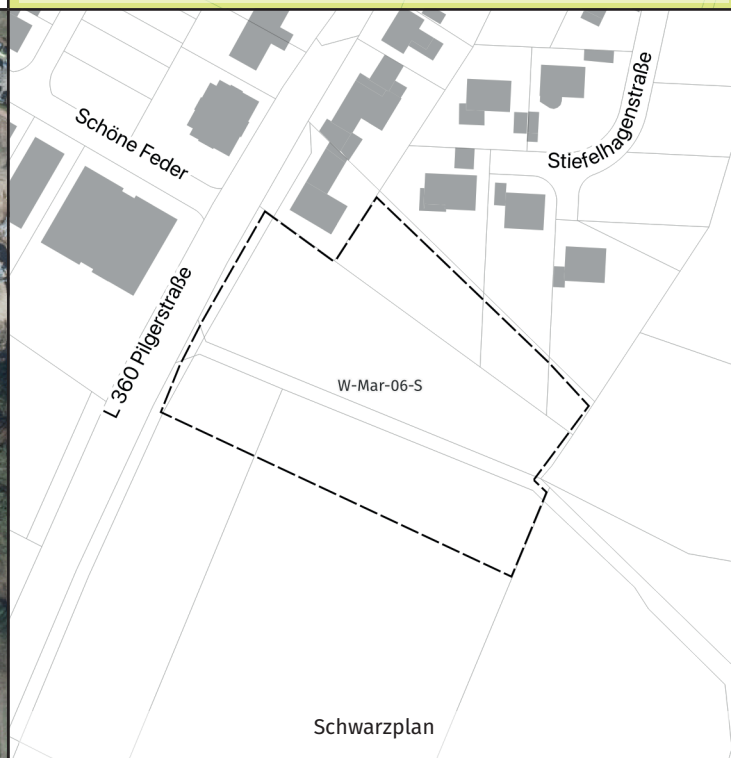 Schöne Feder
Stiefelhagenstraße
L 360 Pilgerstraße
W-Mar-06-S
Schwarzplan